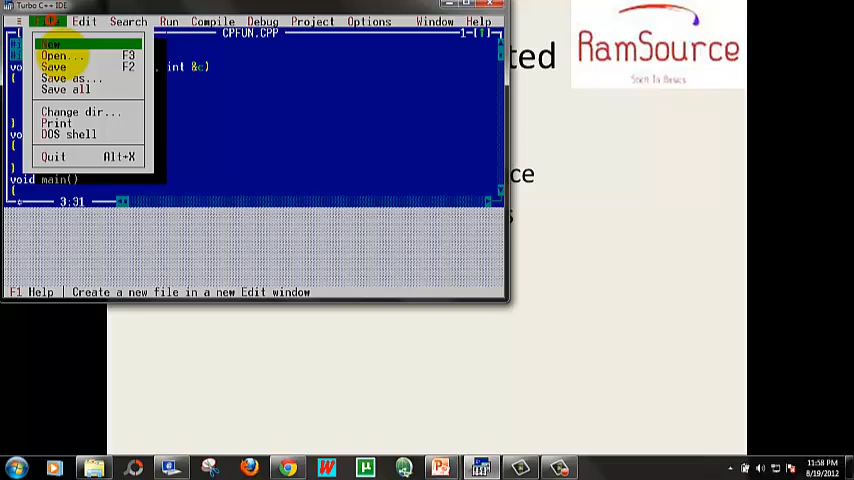 Turbo C++ IDE
Edit Search Run Compile Debug Project Options Window Help
CPFUN.CPP 1
New
Open... F3
Save F2
Save as...
Save all
Change dir...
Print
DOS shell
Quit Alt+X
, int &c)
{
void main()
{
3:31
F1 Help | Create a new file in a new Edit window
ted
ce
s
RamSource
11:58 PM
8/19/2012